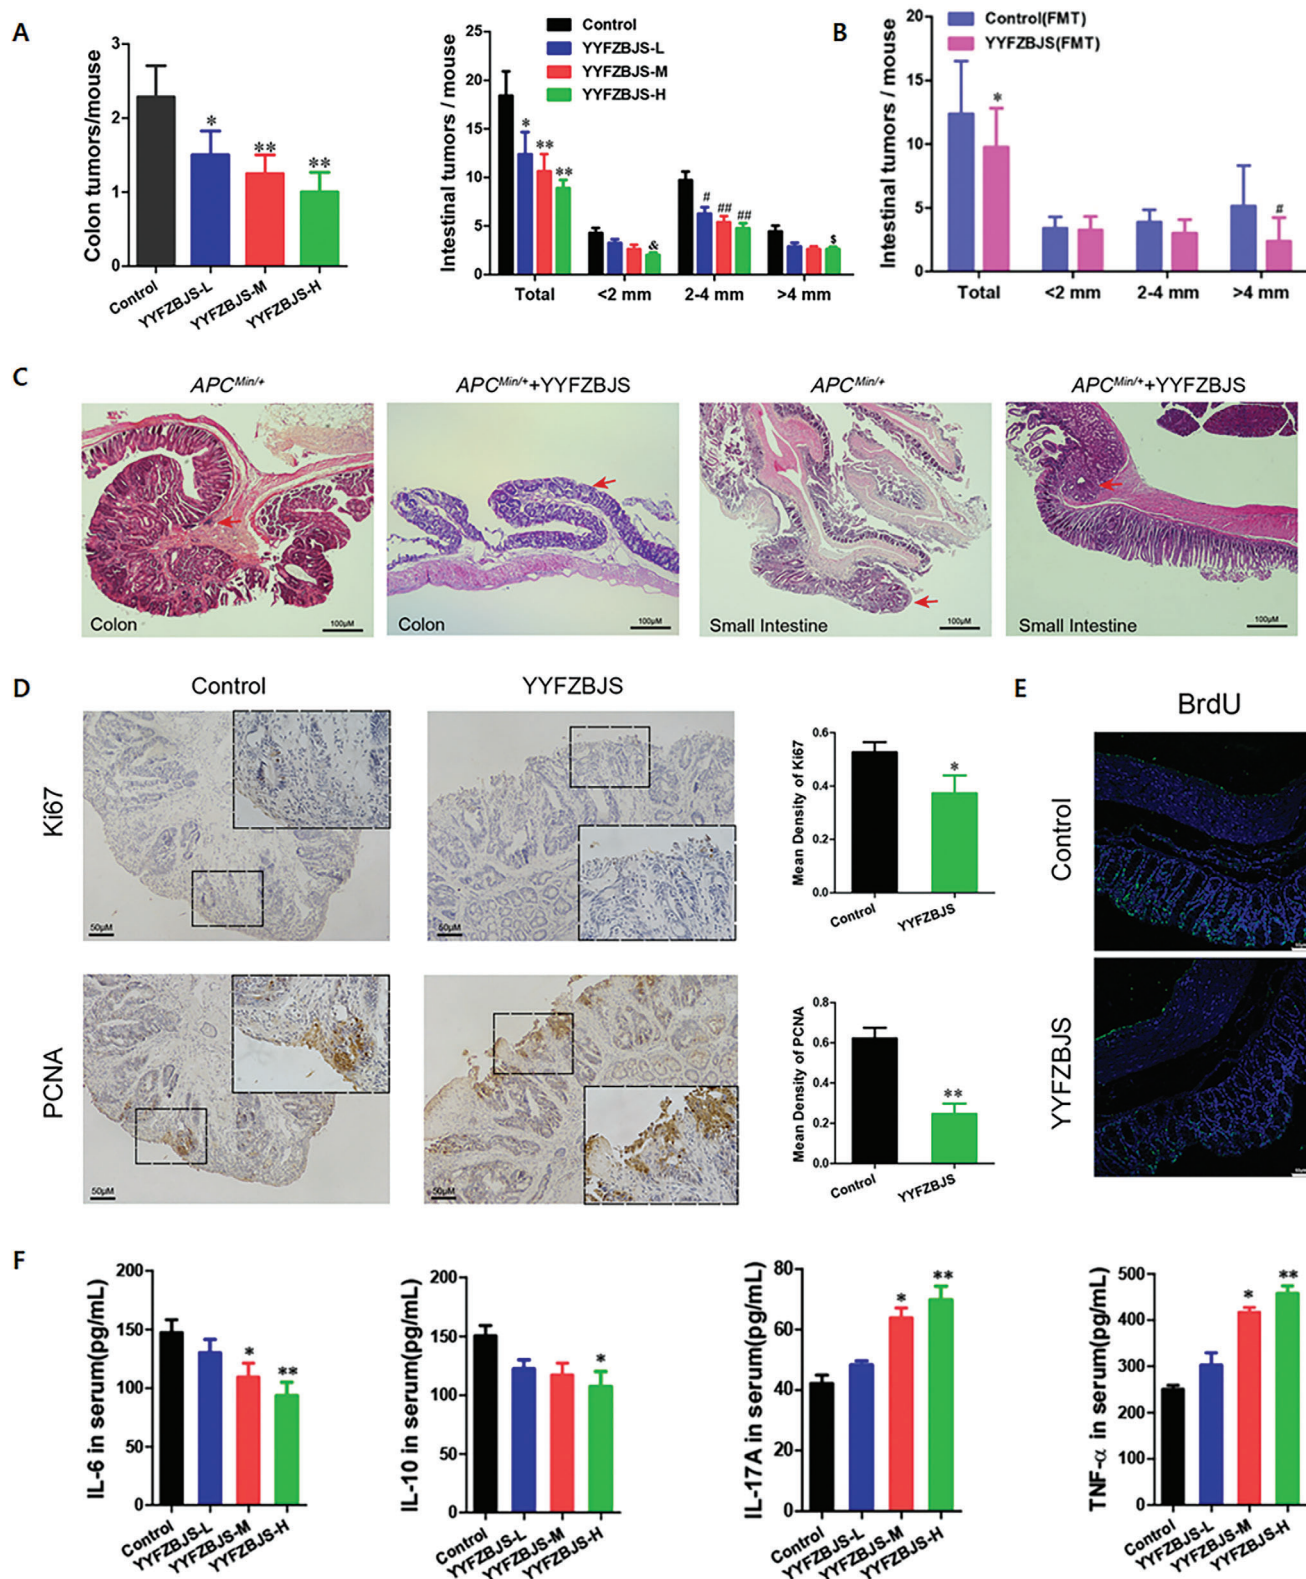 A
Colon tumors/mouse
3
2
1
0
Control
YYFZBJS-L
YYFZBJS-M
YYFZBJS-H
*
**
**
Intestinal tumors / mouse
25
20
15
10
5
0
Control
YYFZBJS-L
YYFZBJS-M
YYFZBJS-H
*
**
**
&
#
##
##
$
Total
<2 mm
2-4 mm
>4 mm
B
Intestinal tumors / mouse
20
15
10
5
0
Control(FMT)
YYFZBJS(FMT)
*
#
Total
<2 mm
2-4 mm
>4 mm
C
APC^Min/+
APC^Min/++YYFZBJS
APC^Min/+
APC^Min/++YYFZBJS
Colon
100μM
Colon
100μM
Small Intestine
100μM
Small Intestine
100μM
D
Control
YYFZBJS
Ki67
50μM
50μM
Mean Density of Ki67
0.6
0.4
0.2
0.0
*
Control
YYFZBJS
PCNA
50μM
50μM
Mean Density of PCNA
0.8
0.6
0.4
0.2
0.0
**
Control
YYFZBJS
E
BrdU
Control
YYFZBJS
F
IL-6 in serum(pg/mL)
200
150
100
50
0
*
**
Control
YYFZBJS-L
YYFZBJS-M
YYFZBJS-H
IL-10 in serum(pg/mL)
200
150
100
50
0
*
Control
YYFZBJS-L
YYFZBJS-M
YYFZBJS-H
IL-17A in serum(pg/mL)
80
60
40
20
0
*
**
Control
YYFZBJS-L
YYFZBJS-M
YYFZBJS-H
TNF-α in serum(pg/mL)
500
400
300
200
100
0
*
**
Control
YYFZBJS-L
YYFZBJS-M
YYFZBJS-H